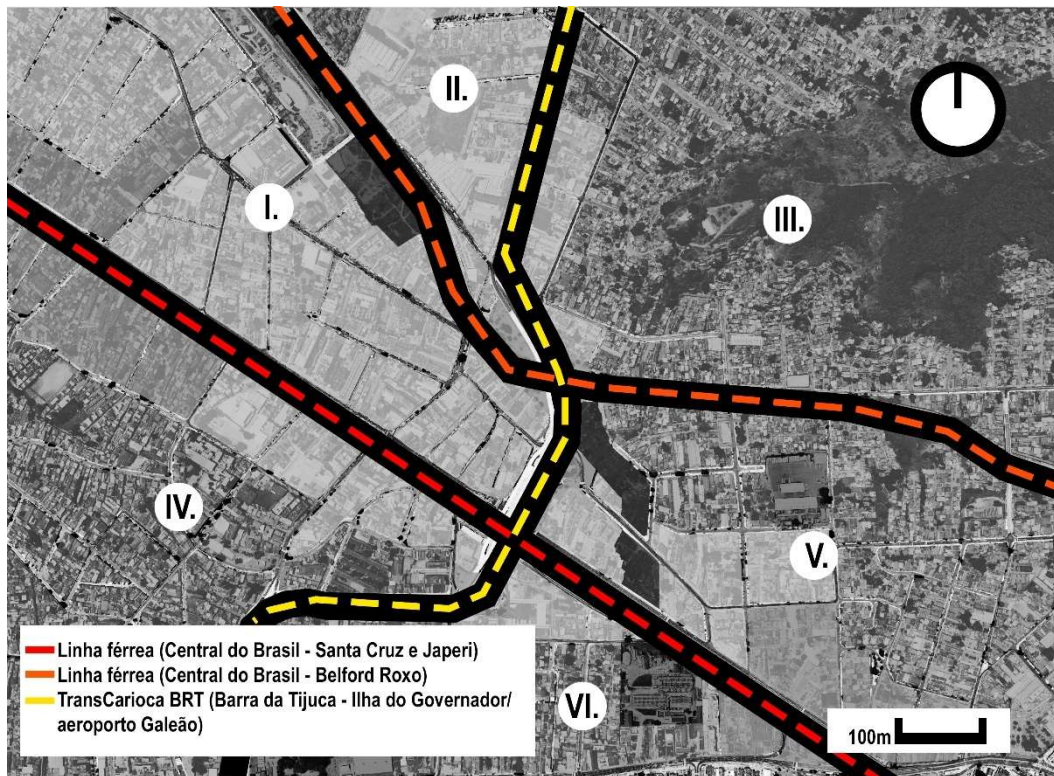 II.
I.
III.
IV.
V.
VI.
Linha férrea (Central do Brasil - Santa Cruz e Japeri)
Linha férrea (Central do Brasil - Belford Roxo)
TransCarioca BRT (Barra da Tijuca - Ilha do Governador/
aeroporto Galeão)
100m